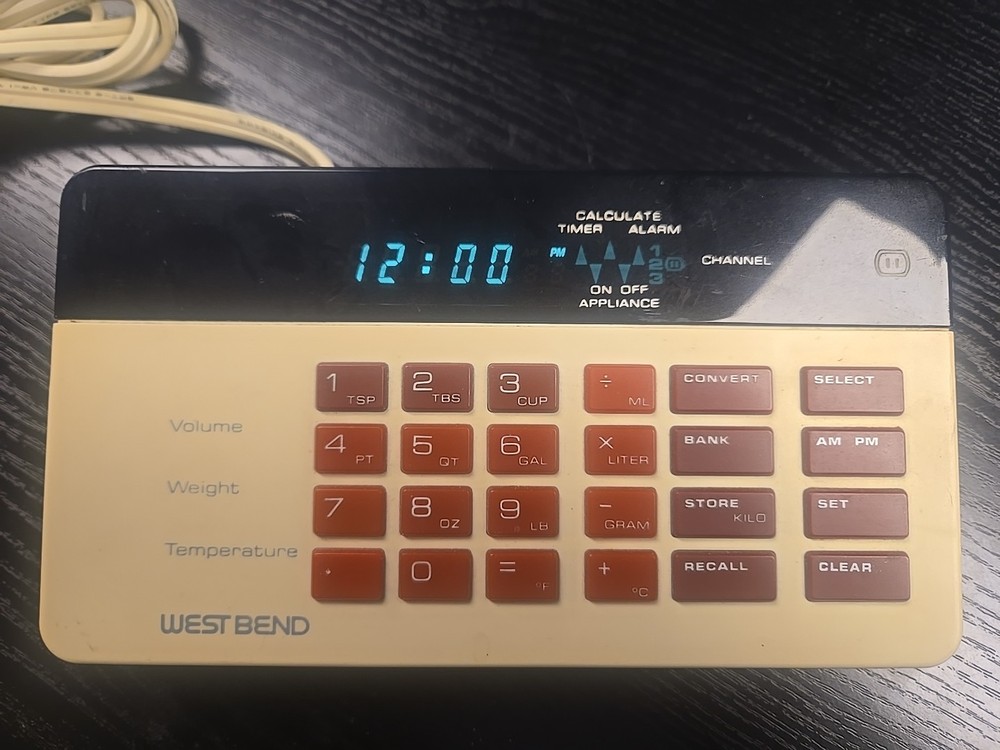 CALCULATE
TIMER ALARM
12:00 PM 1 2 3 CHANNEL
ON OFF
APPLIANCE
1 TSP 2 TBS 3 CUP ÷ ML CONVERT SELECT
Volume
4 PT 5 QT 6 GAL X LITER BANK AM PM
Weight
7 8 OZ 9 LB − GRAM STORE KILO SET
Temperature
. 0 = °F + °C RECALL CLEAR
WEST BEND